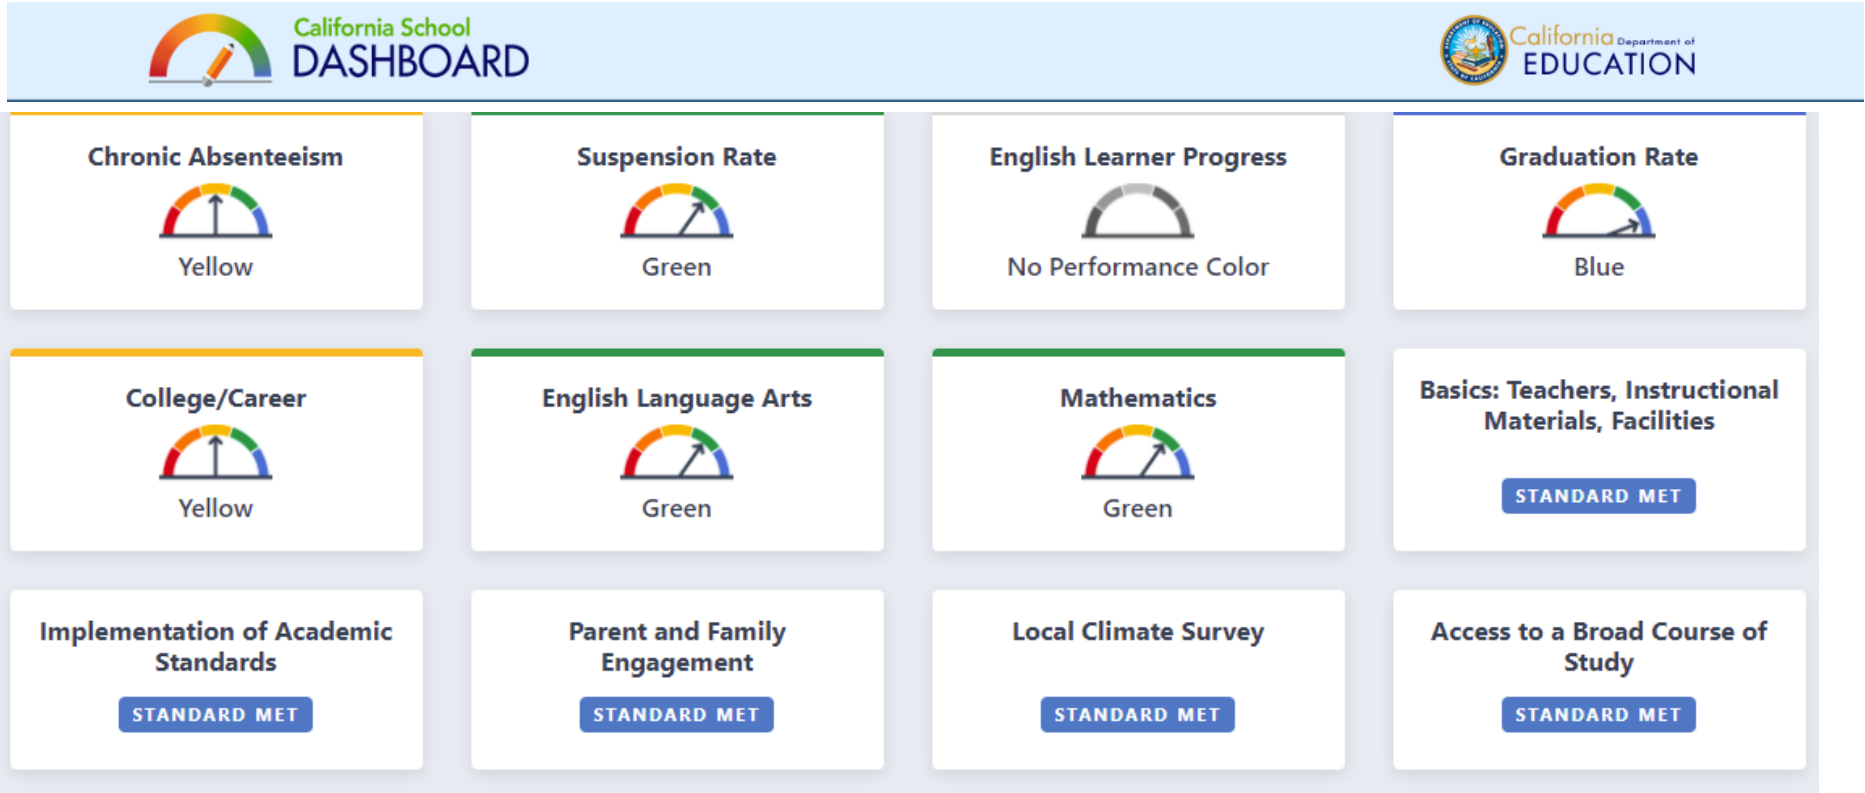 California School
DASHBOARD
California Department of
EDUCATION
Chronic Absenteeism
Yellow
Suspension Rate
Green
English Learner Progress
No Performance Color
Graduation Rate
Blue
College/Career
Yellow
English Language Arts
Green
Mathematics
Green
Basics: Teachers, Instructional
Materials, Facilities
STANDARD MET
Implementation of Academic
Standards
STANDARD MET
Parent and Family
Engagement
STANDARD MET
Local Climate Survey
STANDARD MET
Access to a Broad Course of
Study
STANDARD MET